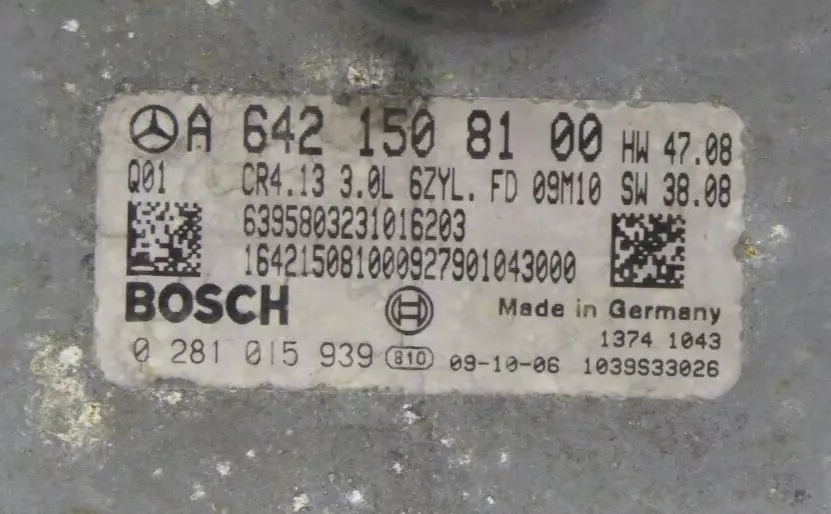 A 642 150 81 00 HW 47.08
Q01 CR4.13 3.0L 6ZYL. FD 09M10 SW 38.08
6395803231016203
164215081000927901043000
BOSCH Made in Germany
1374 1043
0 281 015 939 810 09-10-06 1039S33026